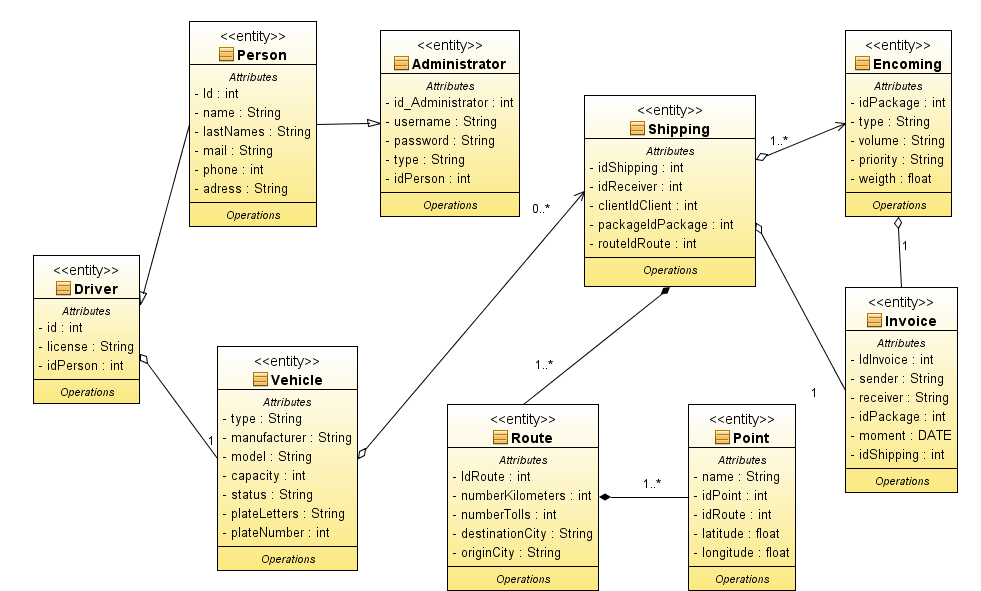 <<entity>>
Person
Attributes
- Id : int
- name : String
- lastNames : String
- mail : String
- phone : int
- adress : String
Operations
<<entity>>
Administrator
Attributes
- id_Administrator : int
- username : String
- password : String
- type : String
- idPerson : int
Operations
<<entity>>
Shipping
Attributes
- idShipping : int
- idReceiver : int
- clientIdClient : int
- packageIdPackage : int
- routeIdRoute : int
Operations
<<entity>>
Encoming
Attributes
- idPackage : int
- type : String
- volume : String
- priority : String
- weigth : float
Operations
1..*
0..*
1
<<entity>>
Driver
Attributes
- id : int
- license : String
- idPerson : int
Operations
1
<<entity>>
Vehicle
Attributes
- type : String
- manufacturer : String
- model : String
- capacity : int
- status : String
- plateLetters : String
- plateNumber : int
Operations
1..*
1
<<entity>>
Invoice
Attributes
- IdInvoice : int
- sender : String
- receiver : String
- idPackage : int
- moment : DATE
- idShipping : int
Operations
<<entity>>
Route
Attributes
- IdRoute : int
- numberKilometers : int
- numberTolls : int
- destinationCity : String
- originCity : String
Operations
1..*
<<entity>>
Point
Attributes
- name : String
- idPoint : int
- idRoute : int
- latitude : float
- longitude : float
Operations